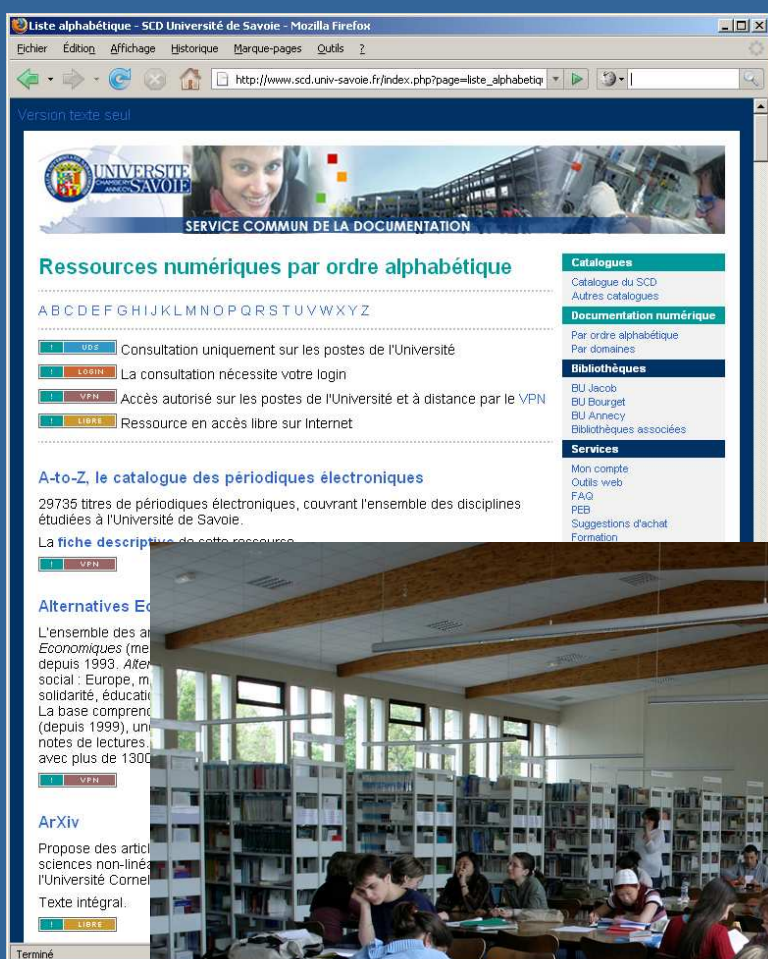 Liste alphabétique - SCD Université de Savoie - Mozilla Firefox
Fichier Édition Affichage Historique Marque-pages Outils ?
http://www.scd.univ-savoie.fr/index.php?page=liste_alphabetiq
Version texte seul
UNIVERSITE
CHAMBERY
ANNECY
SAVOIE
SERVICE COMMUN DE LA DOCUMENTATION
Ressources numériques par ordre alphabétique
A B C D E F G H I J K L M N O P Q R S T U V W X Y Z
! UDS Consultation uniquement sur les postes de l'Université
! LOGIN La consultation nécessite votre login
! VPN Accès autorisé sur les postes de l'Université et à distance par le VPN
! LIBRE Ressource en accès libre sur Internet
A-to-Z, le catalogue des périodiques électroniques
29735 titres de périodiques électroniques, couvrant l'ensemble des disciplines
étudiées à l'Université de Savoie.
La fiche descriptive de cette ressource
! VPN
Alternatives Ec
L'ensemble des ar
Economiques (me
depuis 1993. Alter
social : Europe, m
solidarité, éducati
La base comprend
(depuis 1999), un
notes de lectures.
avec plus de 1300
! VPN
ArXiv
Propose des articl
sciences non-linéa
l'Université Cornel
Texte intégral.
! LIBRE
Catalogues
Catalogue du SCD
Autres catalogues
Documentation numérique
Par ordre alphabétique
Par domaines
Bibliothèques
BU Jacob
BU Bourget
BU Annecy
Bibliothèques associées
Services
Mon compte
Outils web
FAQ
PEB
Suggestions d'achat
Formation
Terminé